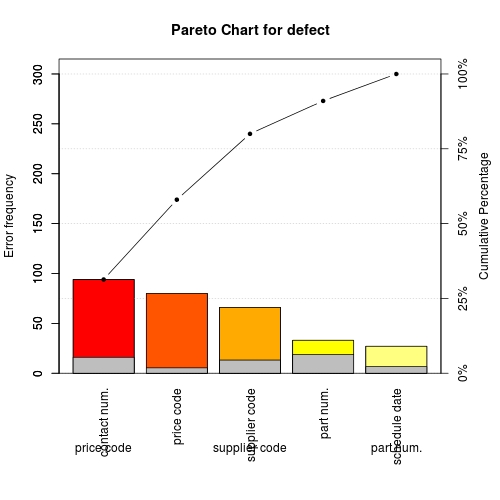 Pareto Chart for defect
Error frequency
0
50
100
150
200
250
300
Cumulative Percentage
0%
25%
50%
75%
100%
contact num.
price code
supplier code
part num.
schedule date
price code
supplier code
part num.